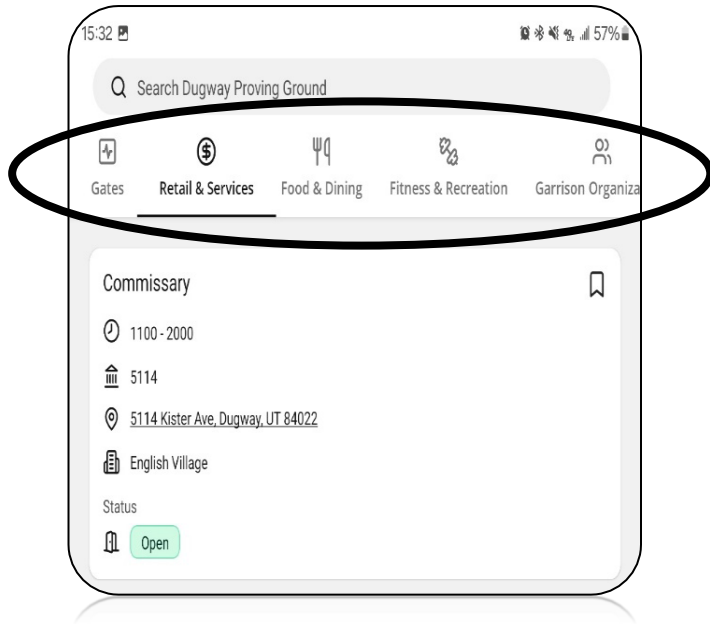 15:32 57%
Search Dugway Proving Ground
Gates Retail & Services Food & Dining Fitness & Recreation Garrison Organiza
Commissary
1100 - 2000
5114
5114 Kister Ave, Dugway, UT 84022
English Village
Status
Open